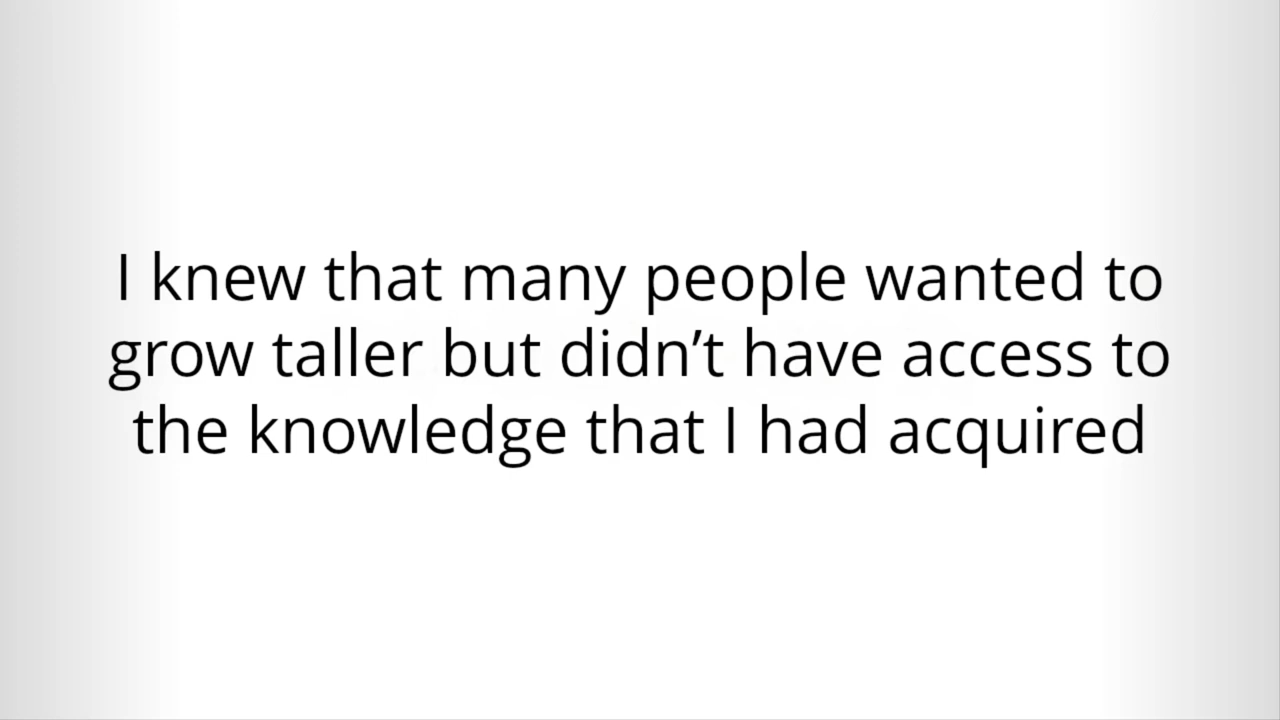 I knew that many people wanted to
grow taller but didn’t have access to
the knowledge that I had acquired